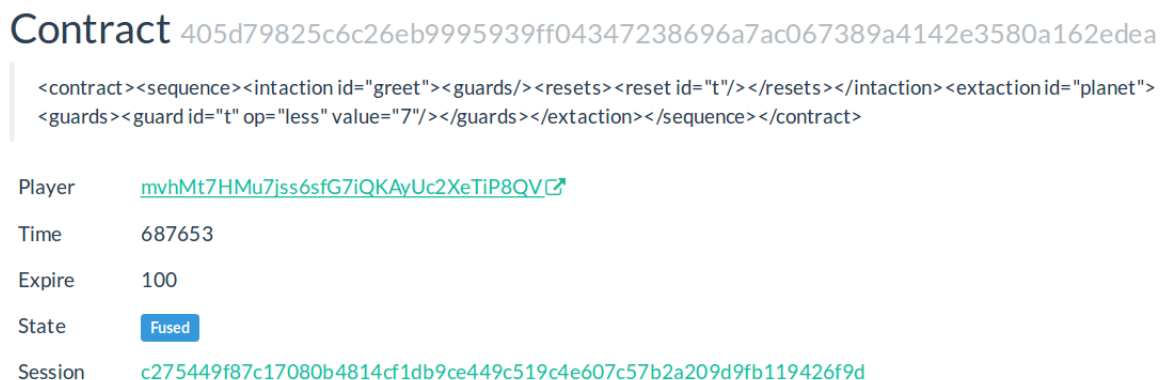 Contract 405d79825c6c26eb9995939ff04347238696a7ac067389a4142e3580a162edea
<contract><sequence><intaction id="greet"><guards/><resets><reset id="t"/></resets></intaction><extaction id="planet">
<guards><guard id="t" op="less" value="7"/></guards></extaction></sequence></contract>
Player mvhMt7HMu7jss6sfG7iQKAyUc2XeTiP8QV
Time 687653
Expire 100
State Fused
Session c275449f87c17080b4814cf1db9ce449c519c4e607c57b2a209d9fb119426f9d